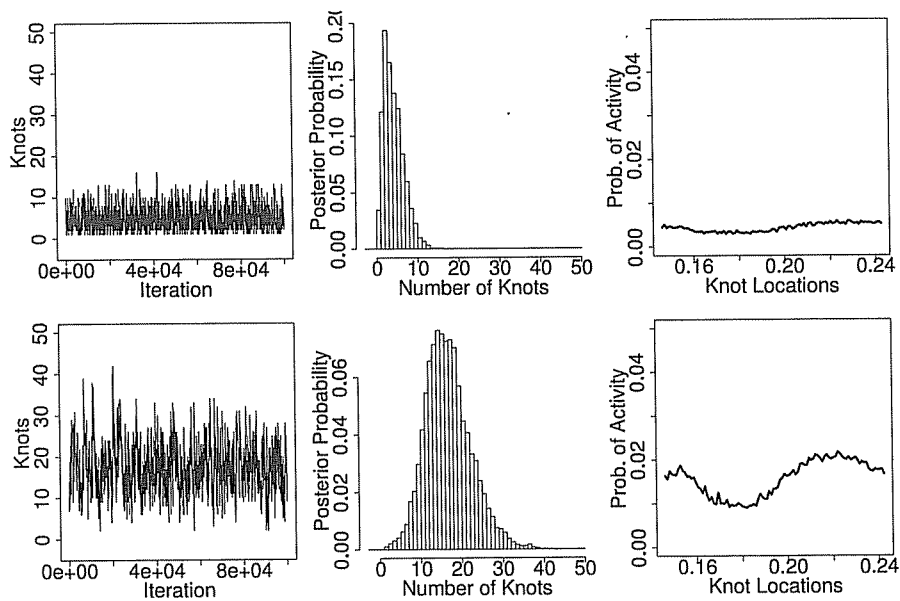 Knots
50
40
30
20
10
0
0e+00 4e+04 8e+04
Iteration
Posterior Probability
0.20
0.15
0.10
0.05
0.00
0 10 20 30 40 50
Number of Knots
Prob. of Activity
0.04
0.02
0.00
0.16 0.20 0.24
Knot Locations
Knots
50
40
30
20
10
0
0e+00 4e+04 8e+04
Iteration
Posterior Probability
0.06
0.04
0.02
0.00
0 10 20 30 40 50
Number of Knots
Prob. of Activity
0.04
0.02
0.00
0.16 0.20 0.24
Knot Locations